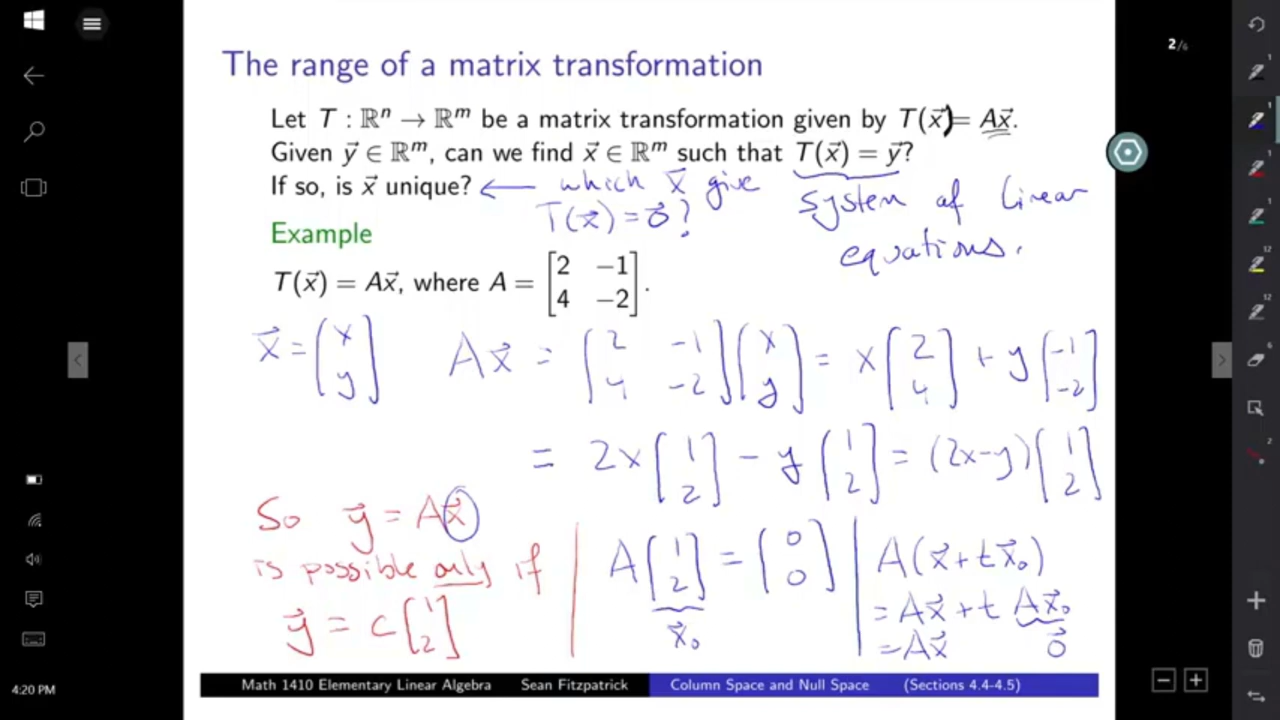 2/6
The range of a matrix transformation
Let T : ℝⁿ → ℝᵐ be a matrix transformation given by T(x⃗) = Ax⃗.
Given y⃗ ∈ ℝᵐ, can we find x⃗ ∈ ℝᵐ such that T(x⃗) = y⃗?
If so, is x⃗ unique? ← which x⃗ give
T(x⃗) = 0⃗?
system of linear
equations.
Example
T(x⃗) = Ax⃗, where A = [2 −1; 4 −2].
x⃗ = [x; y] Ax⃗ = [2 −1; 4 −2][x; y] = x[2; 4] + y[−1; −2]
= 2x[1; 2] − y[1; 2] = (2x−y)[1; 2]
So y⃗ = Ax⃗
is possible only if
y⃗ = c[1; 2]
A[1; 2] = [0; 0]
x⃗₀
A(x⃗ + tx⃗₀)
= Ax⃗ + t Ax⃗₀
0⃗
= Ax⃗
Math 1410 Elementary Linear Algebra Sean Fitzpatrick Column Space and Null Space (Sections 4.4-4.5)
4:20 PM